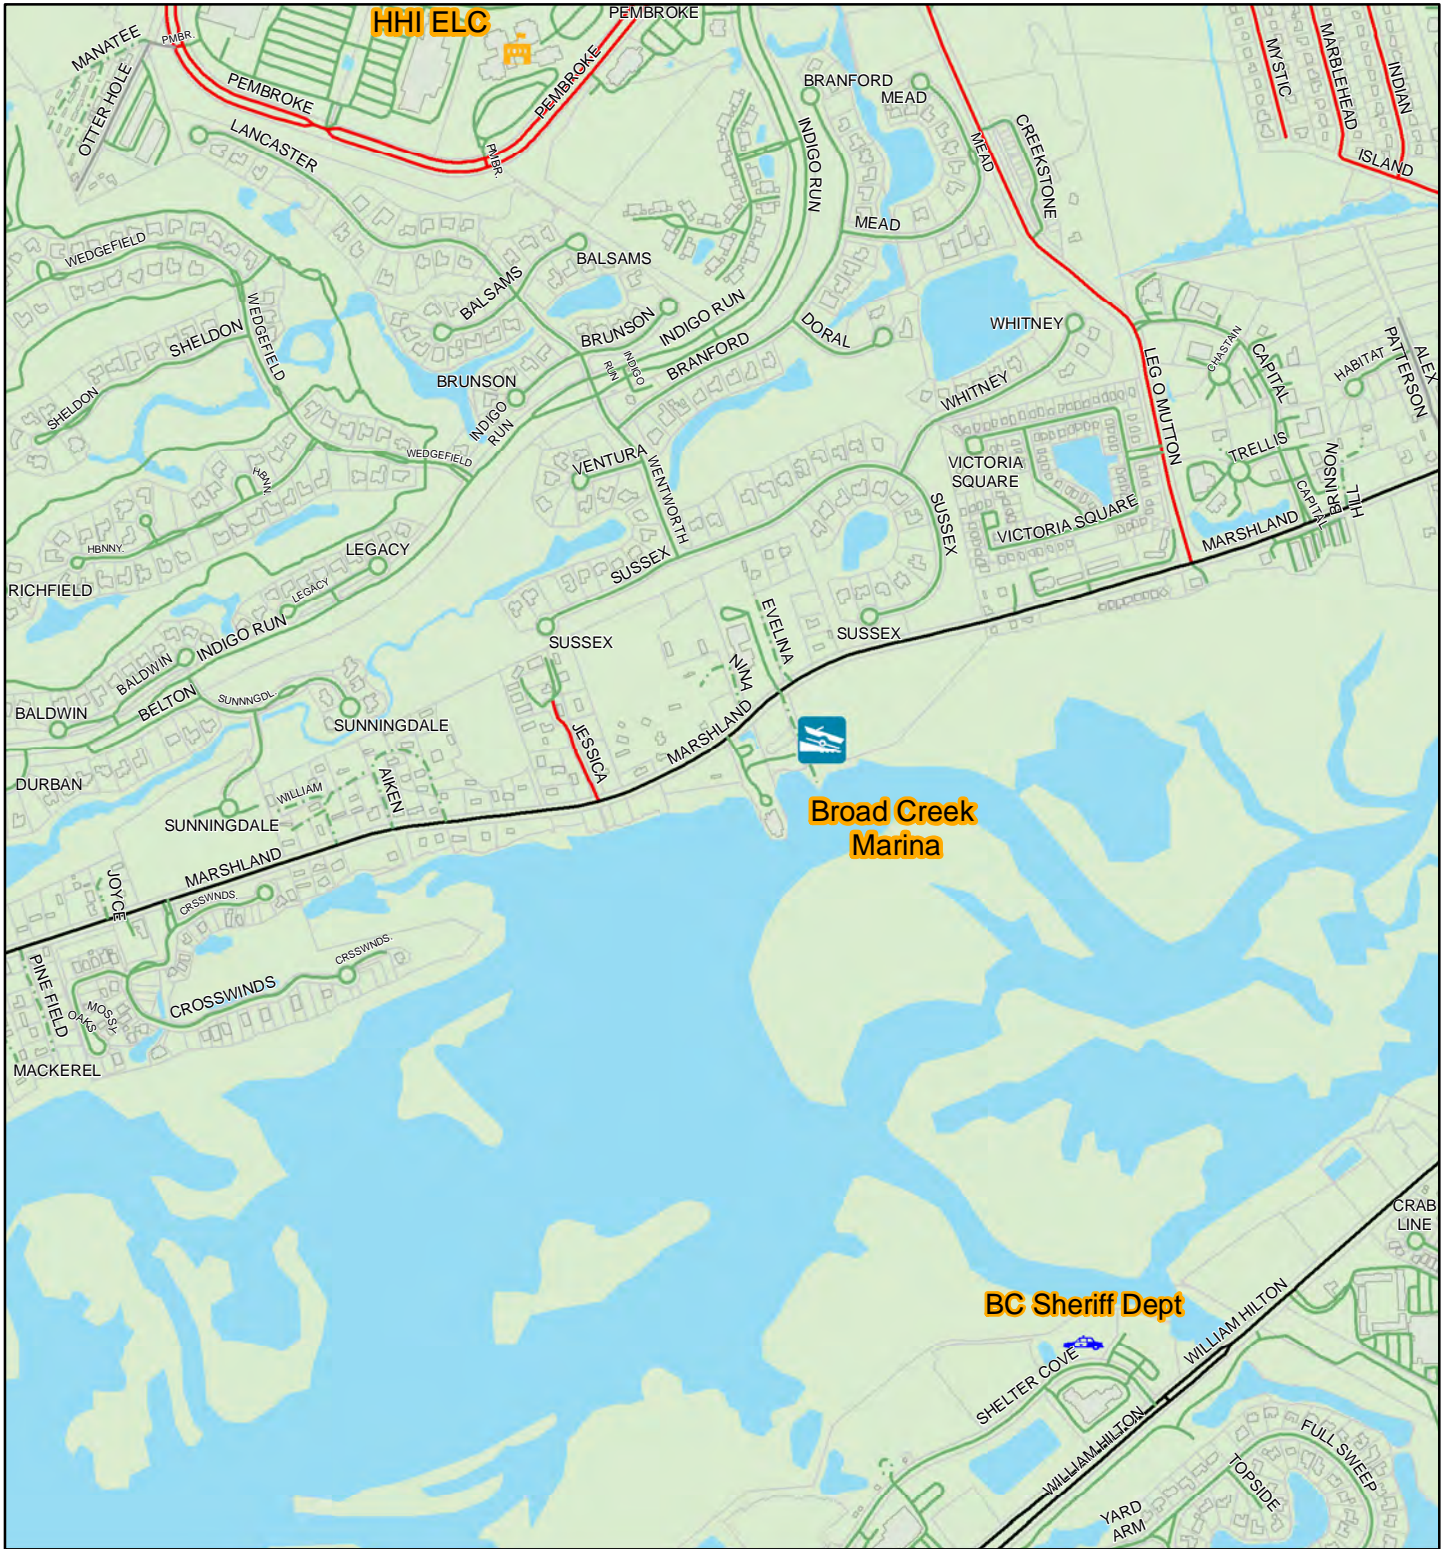 HHI ELC
PEMBROKE
MANATEE
PMBR.
OTTER HOLE
PEMBROKE
PEMBROKE
PMBR.
LANCASTER
BRANFORD
MEAD
INDIGO RUN
MEAD
CREEKSTONE
MYSTIC
MARBLEHEAD
INDIAN
ISLAND
MEAD
WEDGEFIELD
BALSAMS
BALSAMS
WEDGEFIELD
SHELDON
SHELDON
BRUNSON
INDIGO RUN
BRANFORD
DORAL
WHITNEY
INDIGO
RUN
BRUNSON
INDIGO
RUN
WHITNEY
LEG O MUTTON
CHASTAIN
CAPITAL
HABITAT
ALEX
PATTERSON
WEDGEFIELD
VENTURA
WENTWORTH
VICTORIA
SQUARE
VICTORIA SQUARE
TRELLIS
CAPITAL
BRINSON
HILL
HBNN.
HBNNY.
LEGACY
LEGACY
RICHFIELD
SUSSEX
SUSSEX
SUSSEX
SUSSEX
MARSHLAND
EVELINA
NINA
BALDWIN
INDIGO RUN
BELTON
SUNNNGDL.
BALDWIN
SUNNINGDALE
DURBAN
JESSICA
MARSHLAND
WILLIAM
AIKEN
SUNNINGDALE
Broad Creek
Marina
MARSHLAND
JOYCE
CRSSWNDS.
CRSSWNDS.
CROSSWINDS
PINE FIELD
MOSSY
OAKS
MACKEREL
CRAB
LINE
BC Sheriff Dept
WILLIAM HILTON
SHELTER COVE
WILLIAM HILTON
FULL SWEEP
TOPSIDE
YARD
ARM